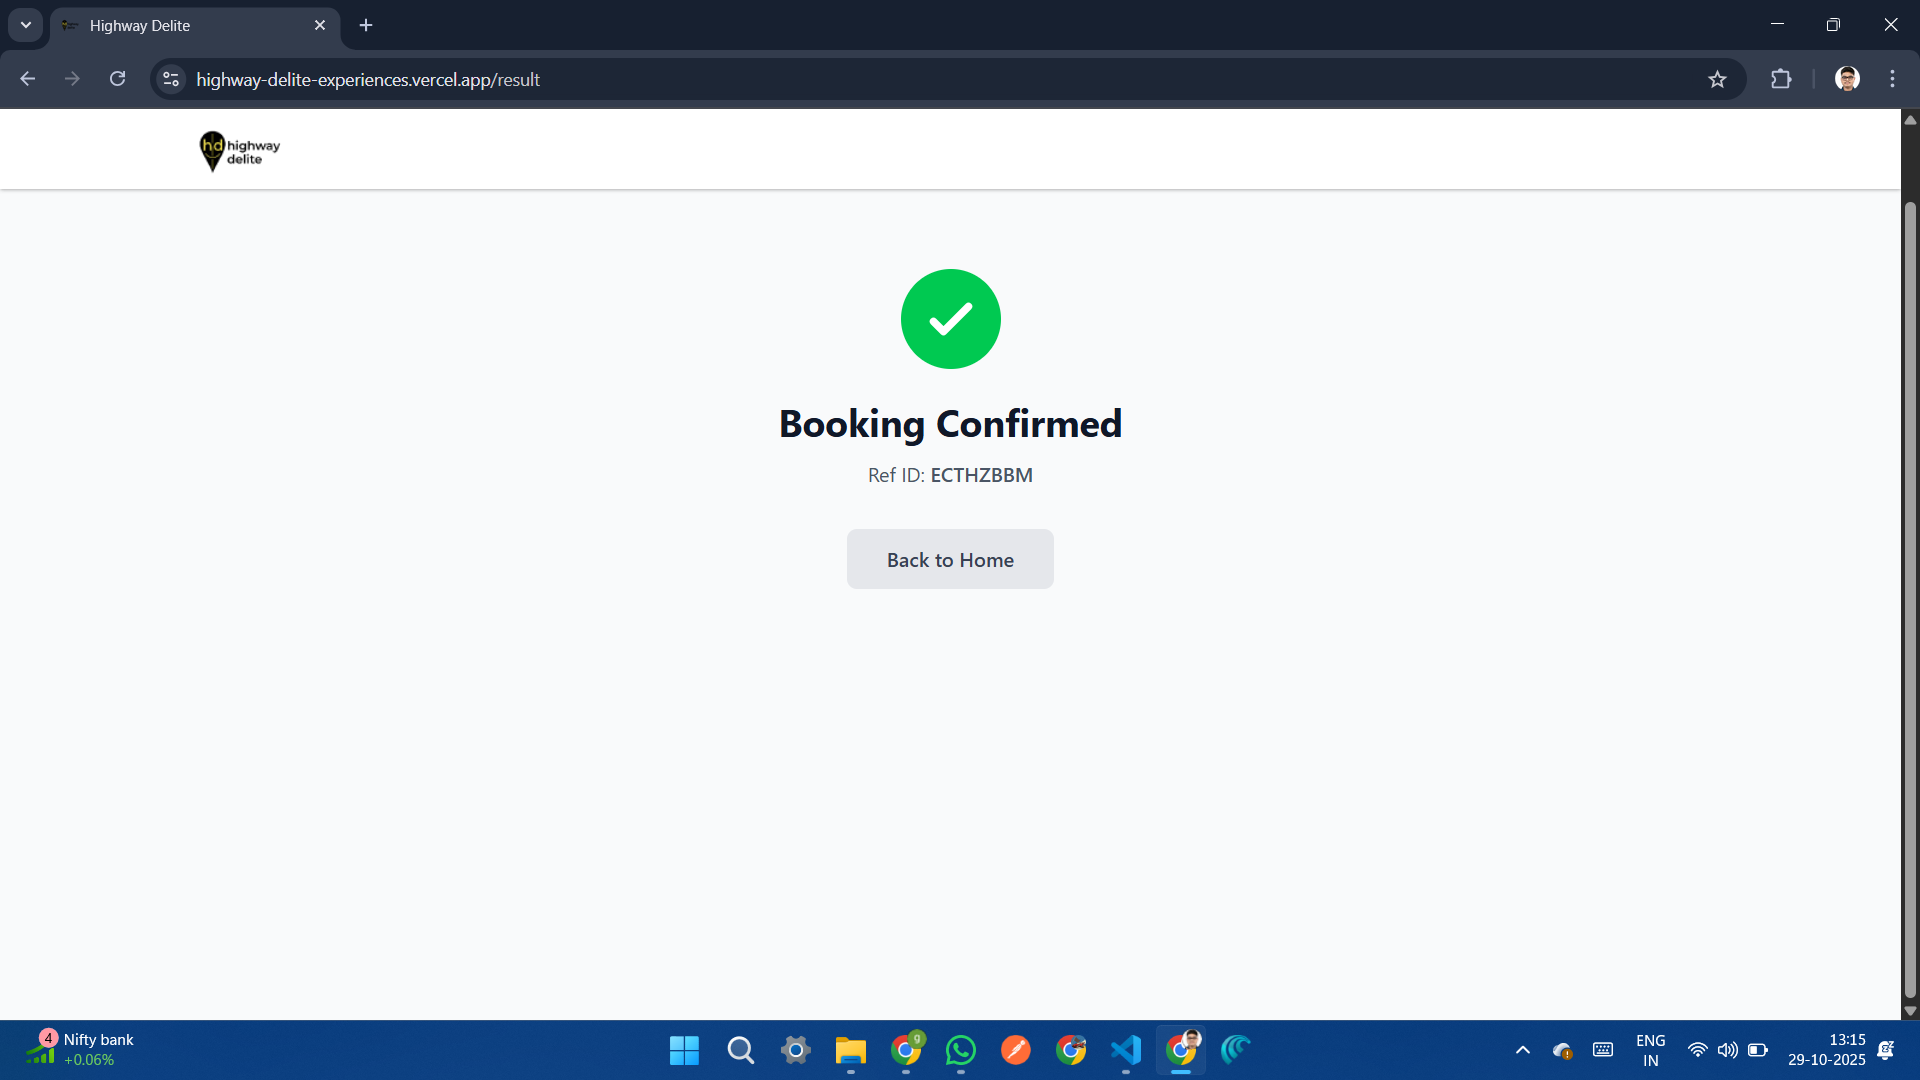 Highway Delite
highway-delite-experiences.vercel.app/result
hd highway
delite
Booking Confirmed
Ref ID: ECTHZBBM
Back to Home
4 Nifty bank
+0.06%
g
ENG
IN
13:15
29-10-2025